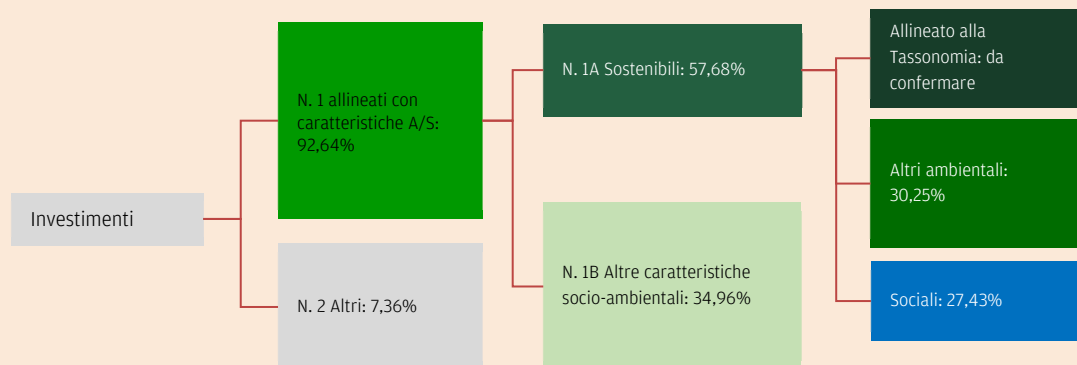 Investimenti
N. 1 allineati con
caratteristiche A/S:
92,64%
N. 2 Altri: 7,36%
N. 1A Sostenibili: 57,68%
N. 1B Altre caratteristiche
socio-ambientali: 34,96%
Allineato alla
Tassonomia: da
confermare
Altri ambientali:
30,25%
Sociali: 27,43%